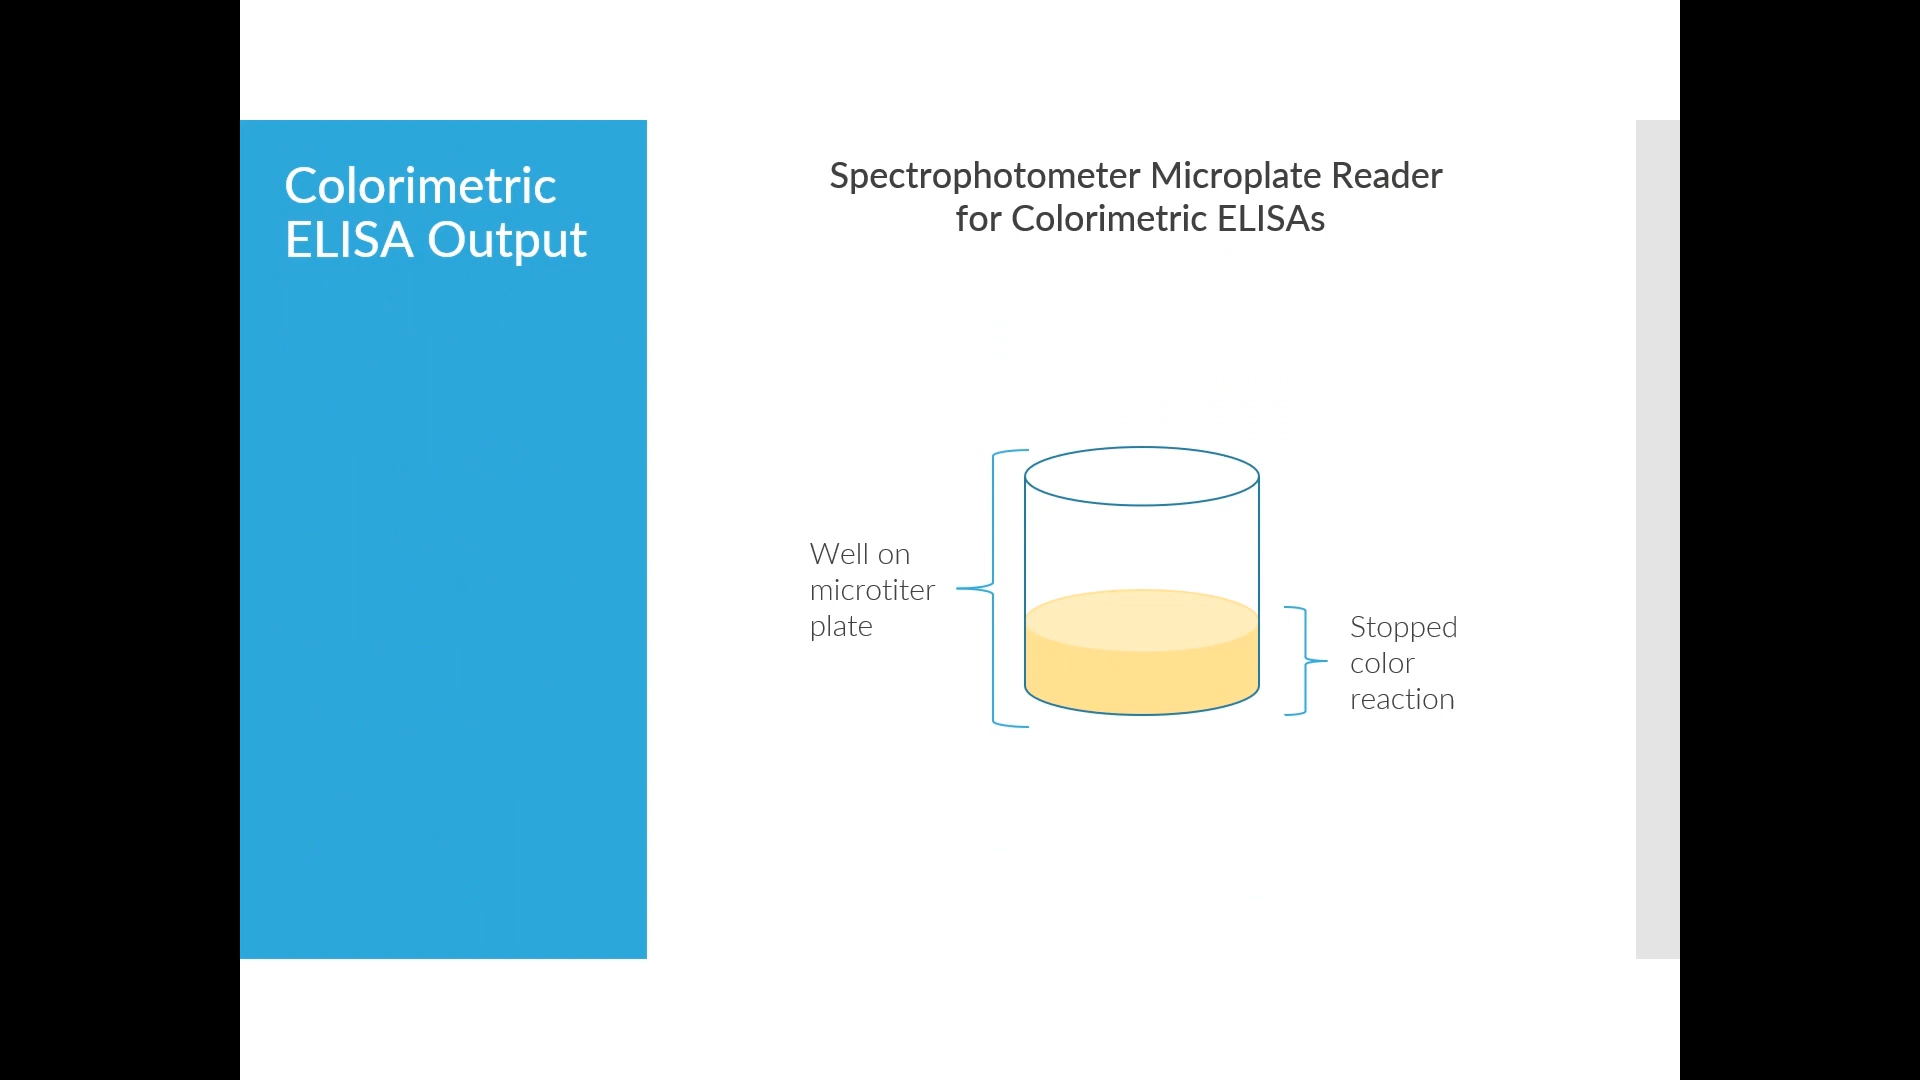 Colorimetric
ELISA Output
Spectrophotometer Microplate Reader
for Colorimetric ELISAs
Well on
microtiter
plate
Stopped
color
reaction